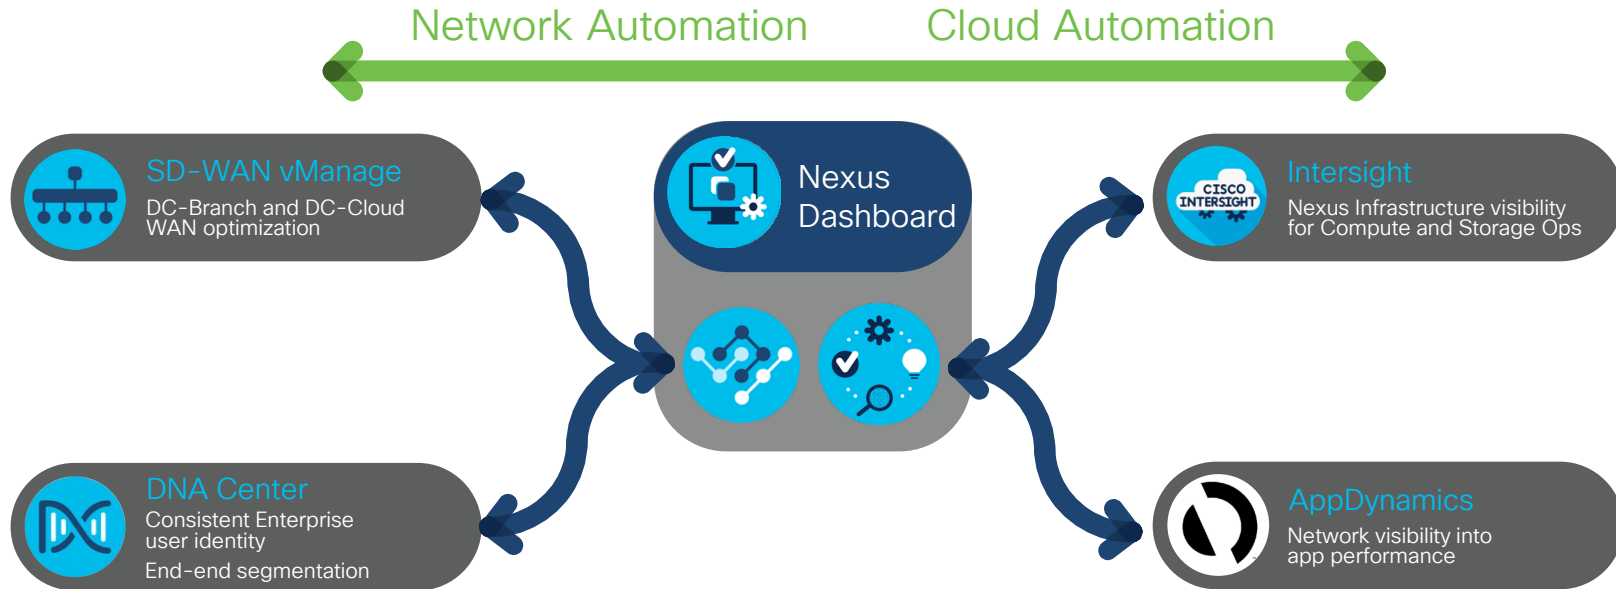 Network Automation
Cloud Automation
SD-WAN vManage
DC-Branch and DC-Cloud
WAN optimization
Nexus
Dashboard
CISCO
INTERSIGHT
Intersight
Nexus Infrastructure visibility
for Compute and Storage Ops
DNA Center
Consistent Enterprise
user identity
End-end segmentation
AppDynamics
Network visibility into
app performance